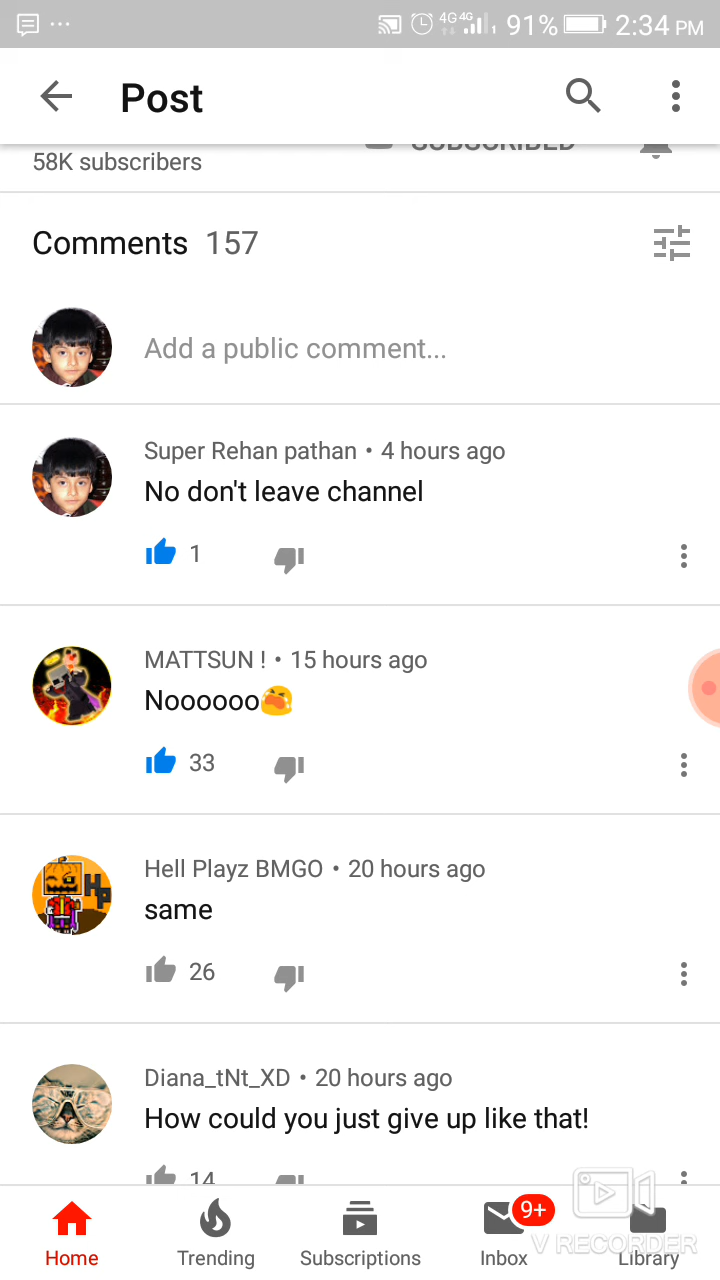 4G 4G 91% 2:34 PM
Post
58K subscribers SUBSCRIBED
Comments 157
Add a public comment...
Super Rehan pathan • 4 hours ago
No don't leave channel
1
MATTSUN ! • 15 hours ago
Noooooo😭
33
Hell Playz BMGO • 20 hours ago
same
26
Diana_tNt_XD • 20 hours ago
How could you just give up like that!
14
9+
Home Trending Subscriptions Inbox Library
V RECORDER